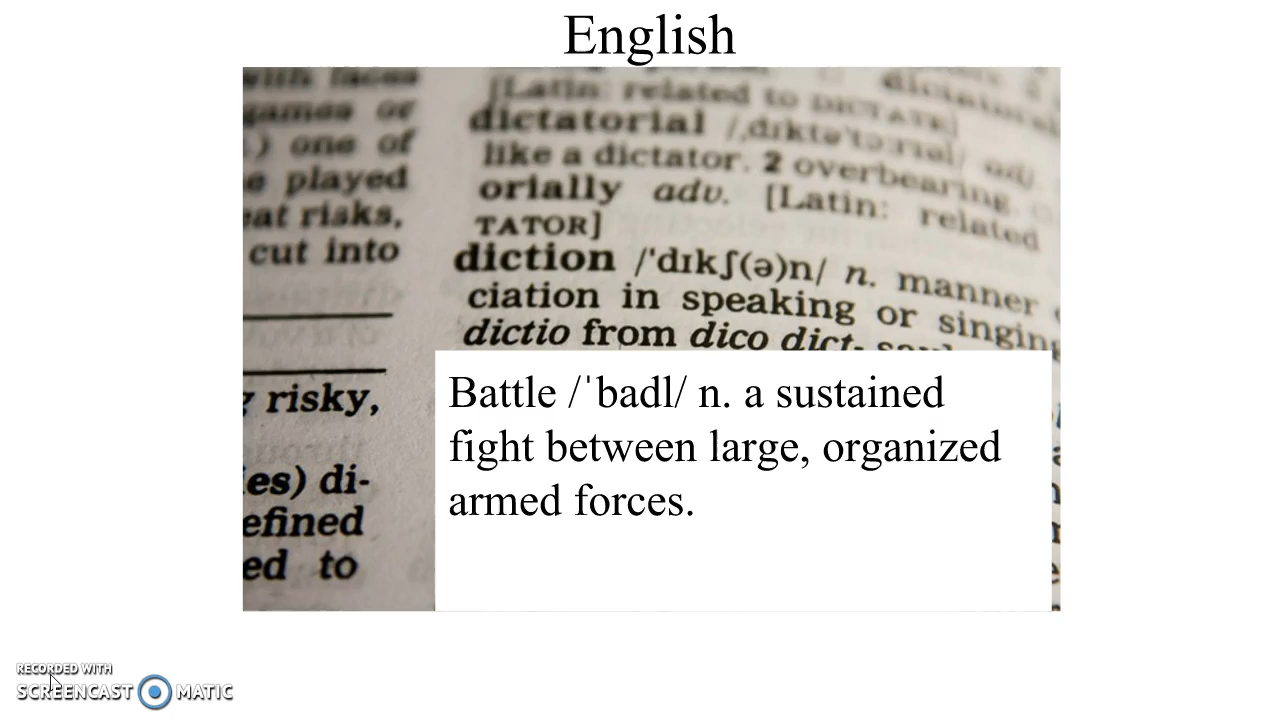 English
with faces
games or
.) one of
e played
eat risks,
cut into
risky,
es) di-
efined
ed to
[Latin: related to DICTATE]
dictatorial /ˌdɪktəˈtɔːrɪəl/ adj.
like a dictator. 2 overbearing.
orially adv. [Latin: related
TATOR]
diction /ˈdɪkʃ(ə)n/ n. manner
ciation in speaking or singing
dictio from dico dict-
Battle /ˈbadl/ n. a sustained
fight between large, organized
armed forces.
RECORDED WITH
SCREENCAST MATIC